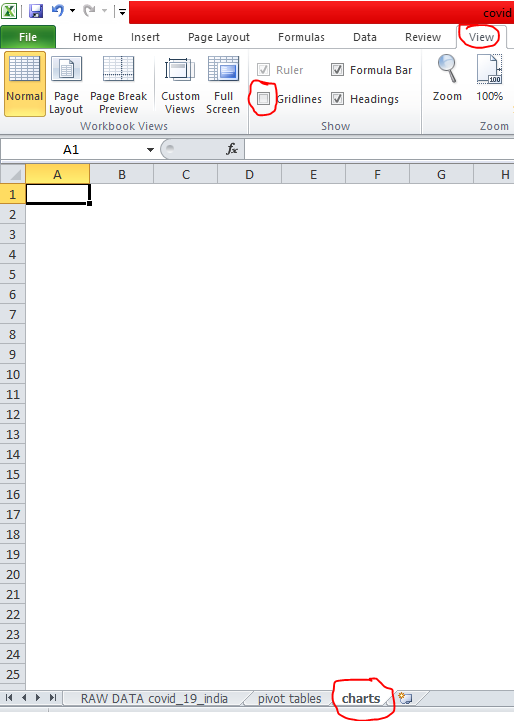 covid
File Home Insert Page Layout Formulas Data Review View
Ruler Formula Bar
Gridlines Headings
Normal Page Layout Page Break Preview Custom Views Full Screen Zoom 100%
100
Workbook Views Show Zoom
A1 fx
A B C D E F G H
1
2
3
4
5
6
7
8
9
10
11
12
13
14
15
16
17
18
19
20
21
22
23
24
25
RAW DATA covid_19_india pivot tables charts